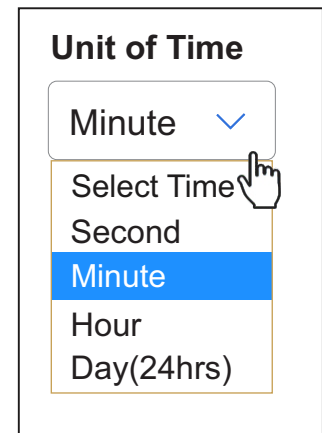 Unit of Time
Minute
Select Time
Second
Minute
Hour
Day(24hrs)